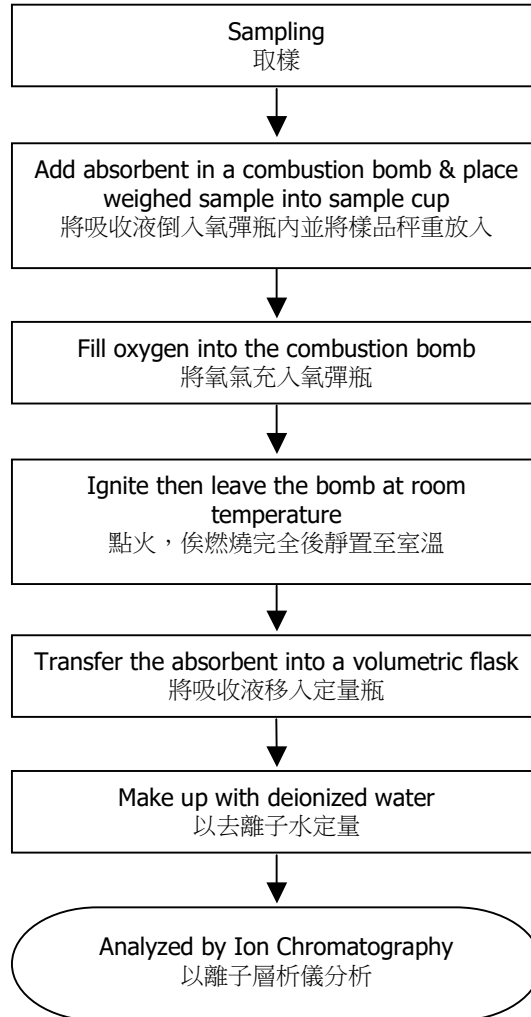 Sampling
取樣
Add absorbent in a combustion bomb & place
weighed sample into sample cup
將吸收液倒入氧彈瓶內並將樣品秤重放入
Fill oxygen into the combustion bomb
將氧氣充入氧彈瓶
Ignite then leave the bomb at room
temperature
點火，俟燃燒完全後靜置至室溫
Transfer the absorbent into a volumetric flask
將吸收液移入定量瓶
Make up with deionized water
以去離子水定量
Analyzed by Ion Chromatography
以離子層析儀分析